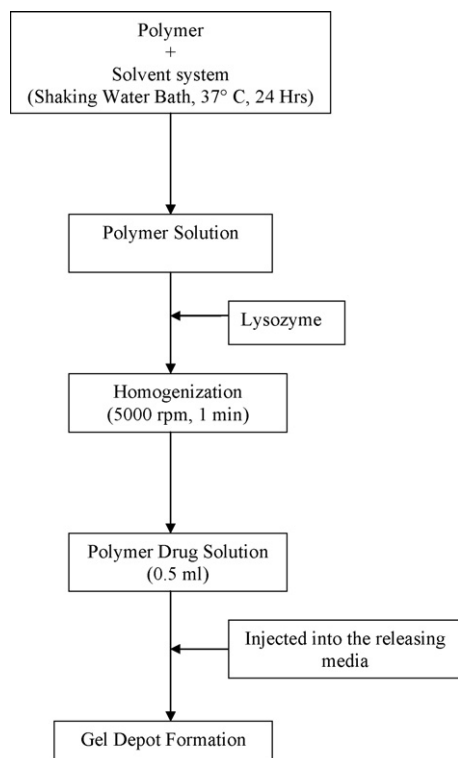 Polymer
+
Solvent system
(Shaking Water Bath, 37° C, 24 Hrs)
Polymer Solution
Lysozyme
Homogenization
(5000 rpm, 1 min)
Polymer Drug Solution
(0.5 ml)
Injected into the releasing
media
Gel Depot Formation